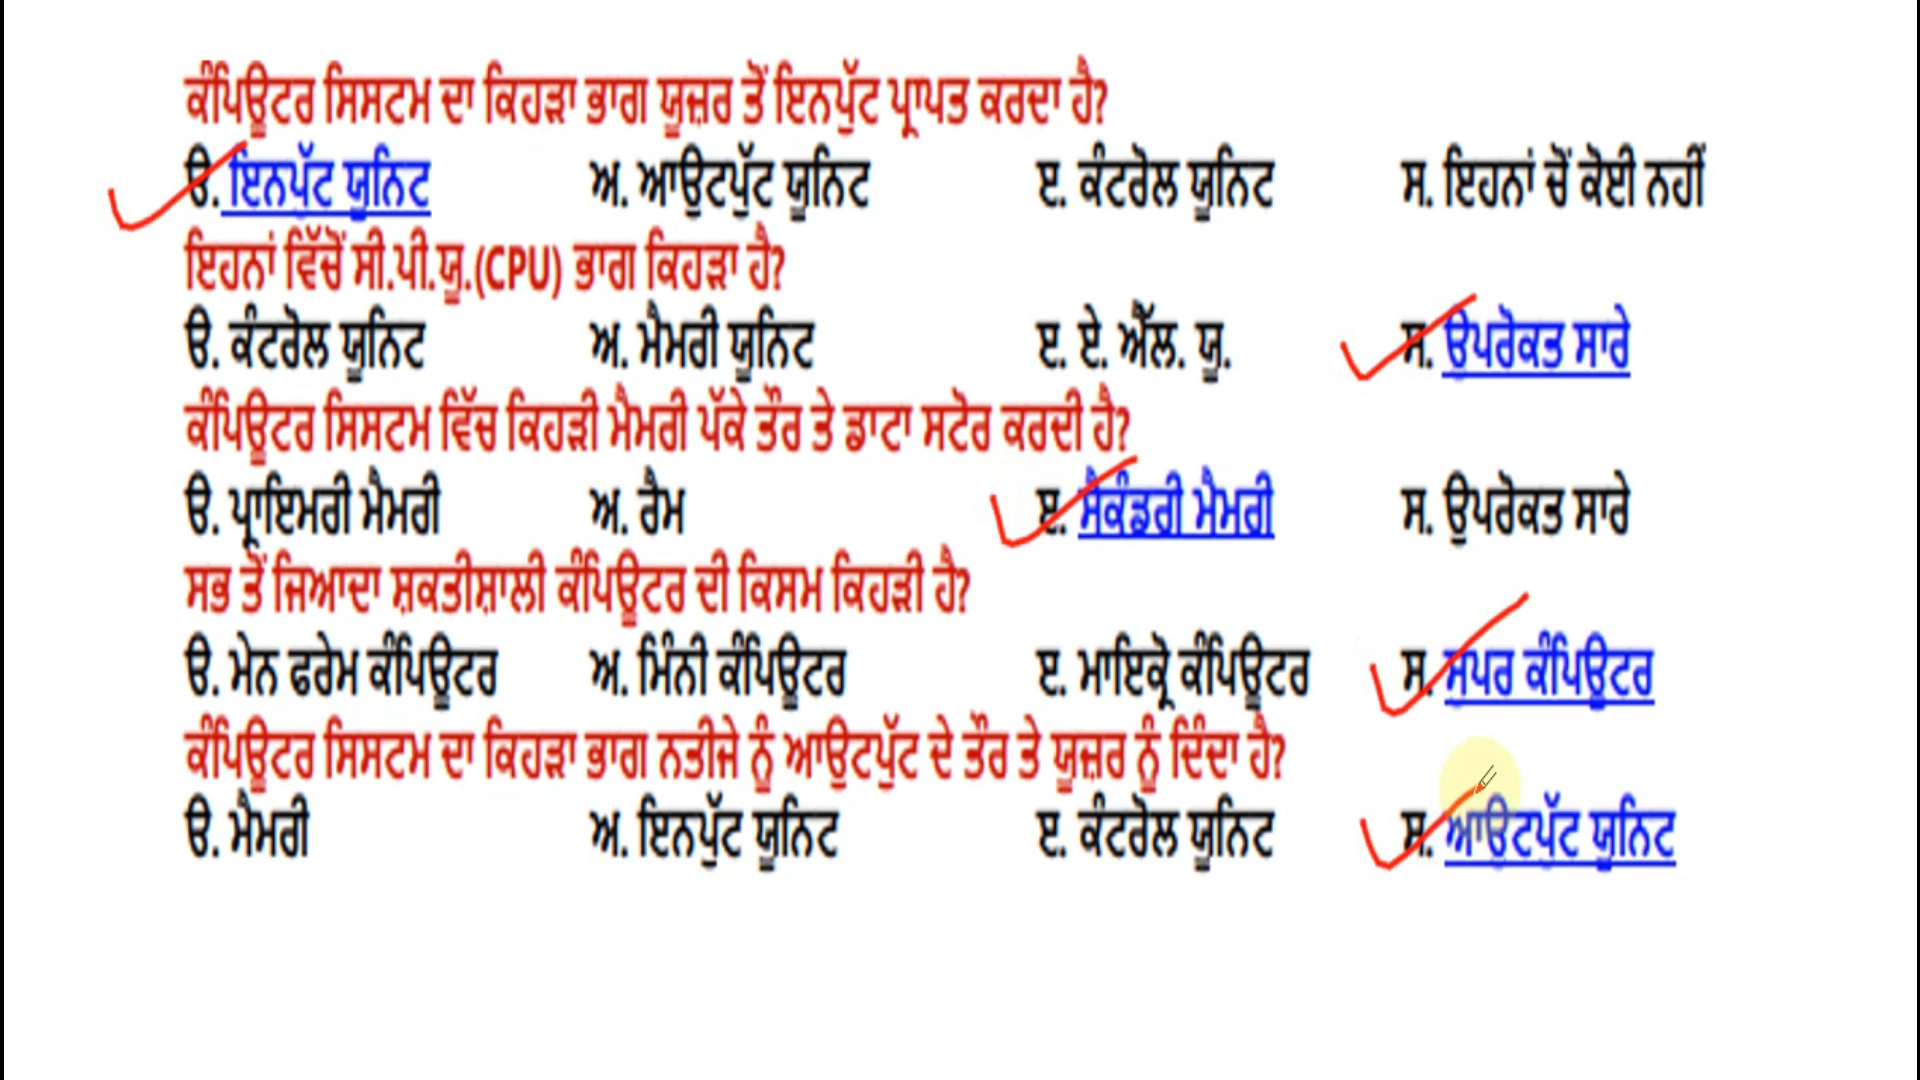 ਕੰਪਿਊਟਰ ਸਿਸਟਮ ਦਾ ਕਿਹੜਾ ਭਾਗ ਯੂਜ਼ਰ ਤੋਂ ਇਨਪੁੱਟ ਪ੍ਰਾਪਤ ਕਰਦਾ ਹੈ?
ੳ. ਇਨਪੁੱਟ ਯੂਨਿਟ ਅ. ਆਉਟਪੁੱਟ ਯੂਨਿਟ ੲ. ਕੰਟਰੋਲ ਯੂਨਿਟ ਸ. ਇਹਨਾਂ ਚੋਂ ਕੋਈ ਨਹੀਂ
ਇਹਨਾਂ ਵਿੱਚੋਂ ਸੀ.ਪੀ.ਯੂ.(CPU) ਭਾਗ ਕਿਹੜਾ ਹੈ?
ੳ. ਕੰਟਰੋਲ ਯੂਨਿਟ ਅ. ਮੈਮਰੀ ਯੂਨਿਟ ੲ. ਏ. ਐੱਲ. ਯੂ. ਸ. ਉਪਰੋਕਤ ਸਾਰੇ
ਕੰਪਿਊਟਰ ਸਿਸਟਮ ਵਿੱਚ ਕਿਹੜੀ ਮੈਮਰੀ ਪੱਕੇ ਤੌਰ ਤੇ ਡਾਟਾ ਸਟੋਰ ਕਰਦੀ ਹੈ?
ੳ. ਪ੍ਰਾਇਮਰੀ ਮੈਮਰੀ ਅ. ਰੈਮ ੲ. ਸੈਕੰਡਰੀ ਮੈਮਰੀ ਸ. ਉਪਰੋਕਤ ਸਾਰੇ
ਸਭ ਤੋਂ ਜਿਆਦਾ ਸ਼ਕਤੀਸ਼ਾਲੀ ਕੰਪਿਊਟਰ ਦੀ ਕਿਸਮ ਕਿਹੜੀ ਹੈ?
ੳ. ਮੇਨ ਫਰੇਮ ਕੰਪਿਊਟਰ ਅ. ਮਿੰਨੀ ਕੰਪਿਊਟਰ ੲ. ਮਾਇਕ੍ਰੋ ਕੰਪਿਊਟਰ ਸ. ਸੁਪਰ ਕੰਪਿਊਟਰ
ਕੰਪਿਊਟਰ ਸਿਸਟਮ ਦਾ ਕਿਹੜਾ ਭਾਗ ਨਤੀਜੇ ਨੂੰ ਆਉਟਪੁੱਟ ਦੇ ਤੌਰ ਤੇ ਯੂਜ਼ਰ ਨੂੰ ਦਿੰਦਾ ਹੈ?
ੳ. ਮੈਮਰੀ ਅ. ਇਨਪੁੱਟ ਯੂਨਿਟ ੲ. ਕੰਟਰੋਲ ਯੂਨਿਟ ਸ. ਆਉਟਪੁੱਟ ਯੂਨਿਟ